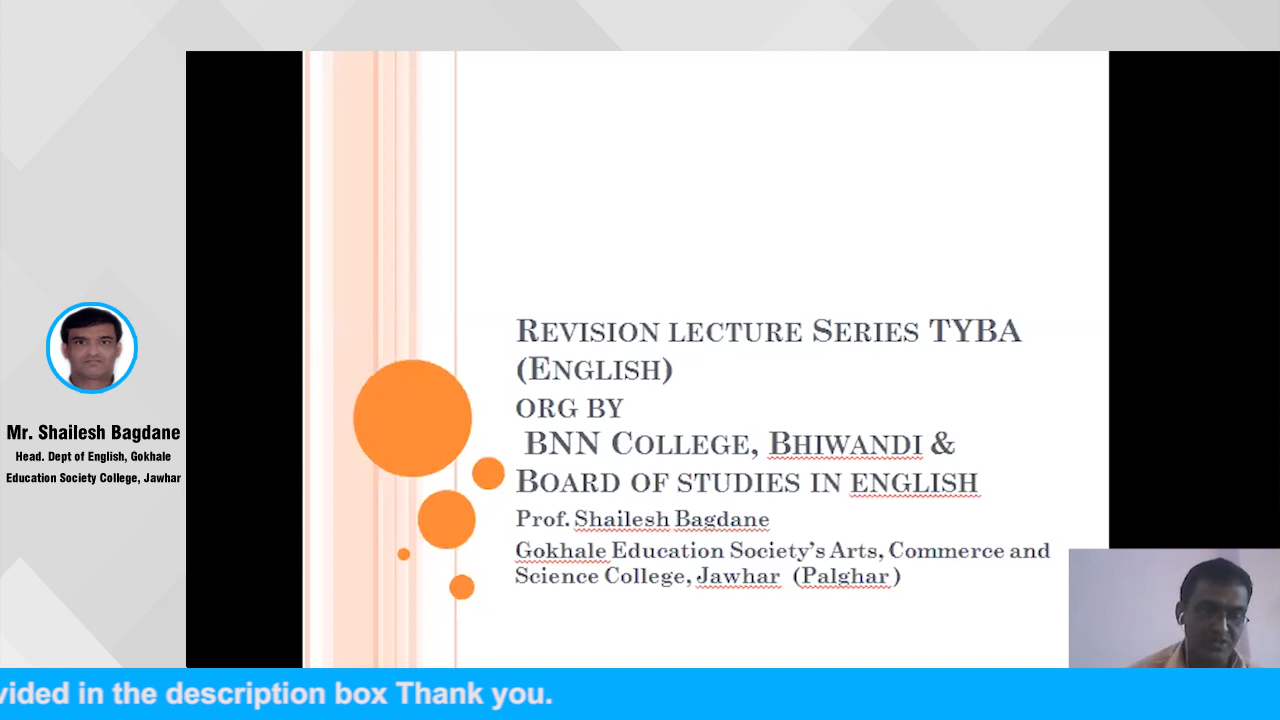 REVISION LECTURE SERIES TYBA
(ENGLISH)
ORG BY
BNN COLLEGE, BHIWANDI &
BOARD OF STUDIES IN ENGLISH
Prof. Shailesh Bagdane
Gokhale Education Society's Arts, Commerce and
Science College, Jawhar (Palghar)
Mr. Shailesh Bagdane
Head. Dept of English, Gokhale
Education Society College, Jawhar
in the description box Thank you.